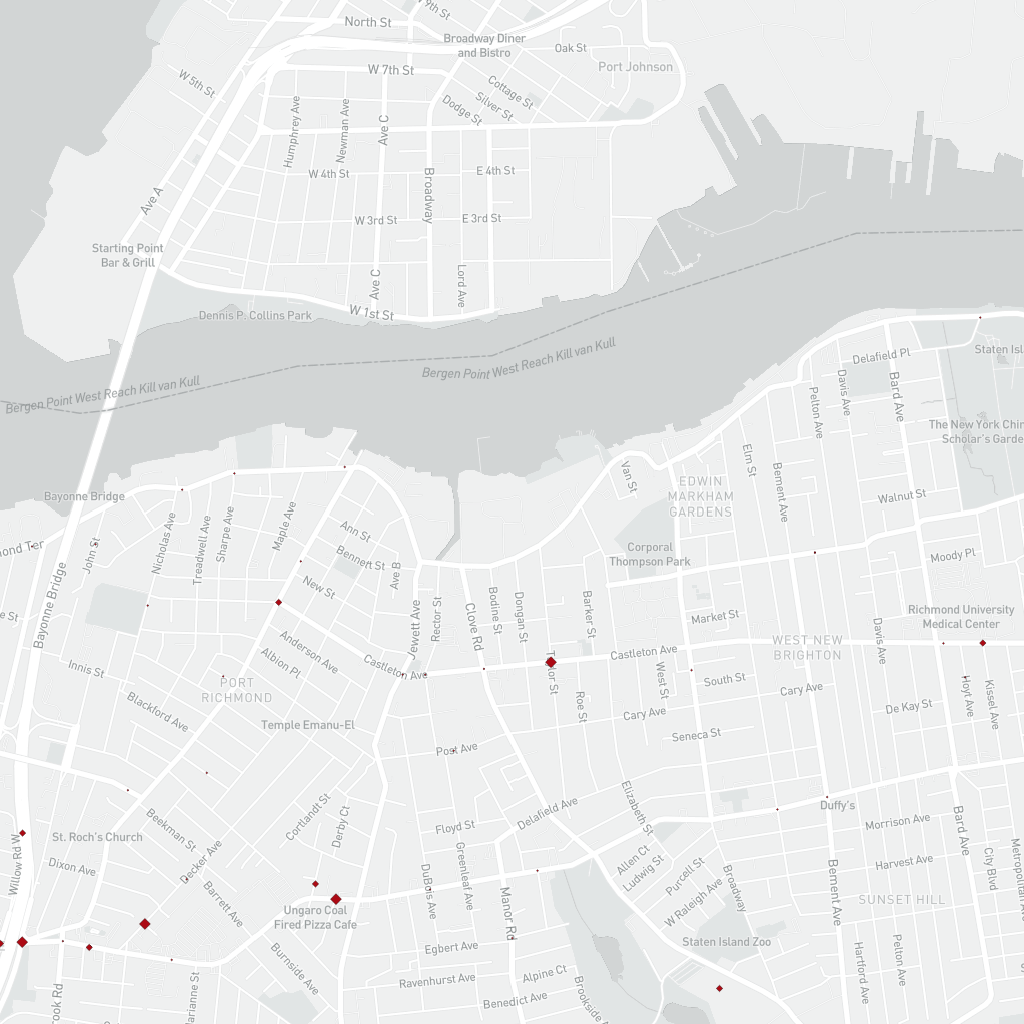 9th St
North St
Broadway Diner
and Bistro
Oak St
W 7th St
Port Johnson
W 5th St
Cottage St
Silver St
Dodge St
Humphrey Ave
Newman Ave
Ave C
W 4th St
Broadway
E 4th St
Ave A
W 3rd St
E 3rd St
Starting Point
Bar & Grill
Ave C
Lord Ave
Dennis P. Collins Park
W 1st St
Bergen Point West Reach Kill van Kull
Bergen Point West Reach Kill van Kull
Delafield Pl
Davis Ave
Bard Ave
Pelton Ave
The New York
Scholar's
Elm St
Van St
Bement Ave
EDWIN
MARKHAM
GARDENS
Walnut St
Bayonne Bridge
Nicholas Ave
Treadwell Ave
Sharpe Ave
Maple Ave
Ann St
Bennert St
John St
Corporal
Thompson Park
Moody Pl
Ave B
New St
Bayonne Bridge
Jewett Ave
Rector St
Clove Rd
Bodine St
Dongan St
Barker St
Market St
Richmond University
Medical Center
Anderson Ave
Albion Pl
Castleton Ave
Castleton Ave
WEST NEW
BRIGHTON
Davis Ave
Innis St
PORT
RICHMOND
Taylor St
West St
South St
Cary Ave
Hoyt Ave
Kissel Ave
Blackford Ave
Temple Emanu-El
Roe St
Cary Ave
De Kay St
Seneca St
Post Ave
Beekman St
Cortlandt St
Derby Ct
Elizabeth St
Duffy's
Delafield Ave
Floyd St
Morrison Ave
Bard Ave
St. Roch's Church
Willow Rd W
Dixon Ave
Decker Ave
Barrett Ave
DuBois Ave
Greenleaf Ave
Manor Rd
Allen Ct
Ludwig St
Purcell St
Broadway
W Raleigh Ave
Bement Ave
Harvest Ave
City Blvd
Metropolitan
SUNSET HILL
Ungaro Coal
Fired Pizza Cafe
Burnside Ave
Egbert Ave
Staten Island Zoo
Hartford Ave
Pelton Ave
Ravenhurst Ave
Alpine Ct
Benedict Ave
Brookside